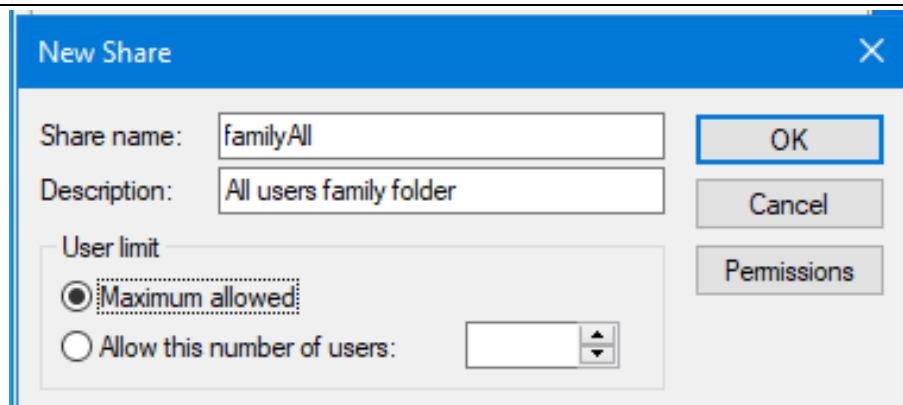 New Share
Share name: familyAll
OK
Description: All users family folder
Cancel
User limit
Permissions
Maximum allowed
Allow this number of users: